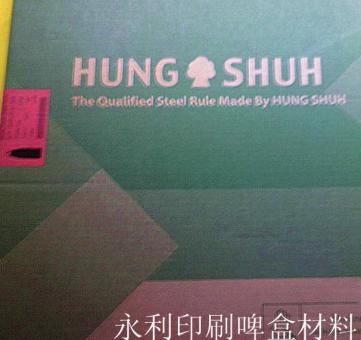 HUNG SHUH
The Qualified Steel Rule Made By HUNG SHUH
永利印刷啤盒材料